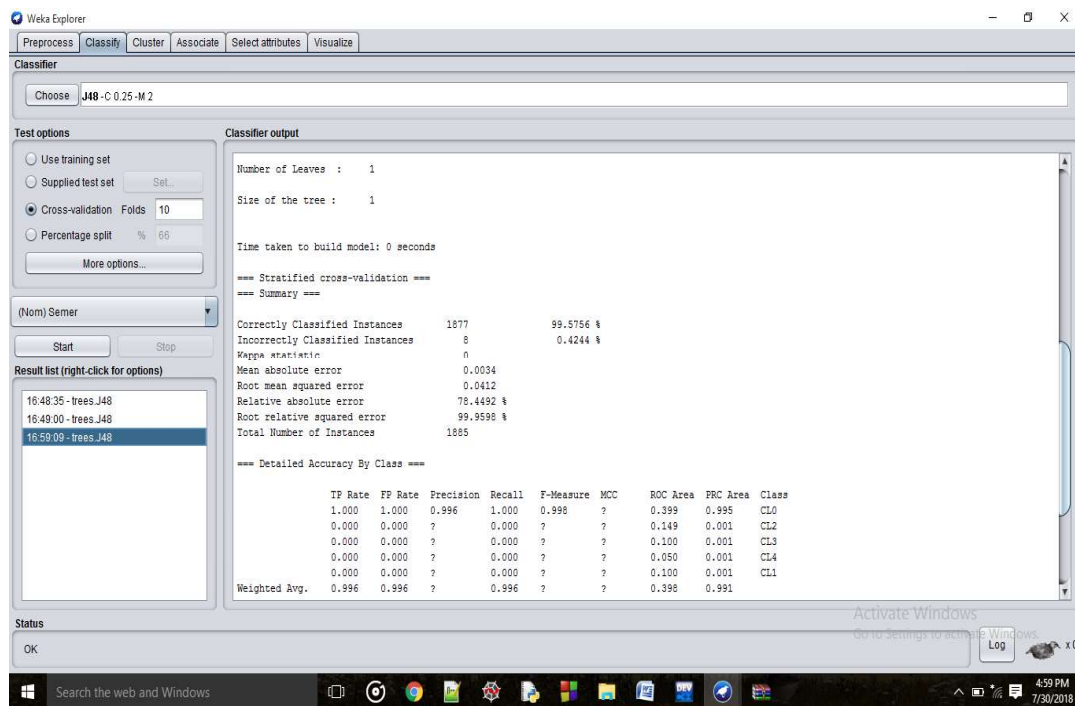 Weka Explorer
Preprocess Classify Cluster Associate Select attributes Visualize
Classifier
Choose J48 -C 0.25 -M 2
Test options
Use training set
Supplied test set Set...
Cross-validation Folds 10
Percentage split % 66
More options...
(Nom) Semer
Start Stop
Result list (right-click for options)
16:48:35 - trees.J48
16:49:00 - trees.J48
16:59:09 - trees.J48
Classifier output
Number of Leaves : 1
Size of the tree : 1
Time taken to build model: 0 seconds
=== Stratified cross-validation ===
=== Summary ===
Correctly Classified Instances 1877 99.5756 %
Incorrectly Classified Instances 8 0.4244 %
Kappa statistic 0
Mean absolute error 0.0034
Root mean squared error 0.0412
Relative absolute error 78.4492 %
Root relative squared error 99.9598 %
Total Number of Instances 1885
=== Detailed Accuracy By Class ===
TP Rate FP Rate Precision Recall F-Measure MCC ROC Area PRC Area Class
1.000 1.000 0.996 1.000 0.998 ? 0.399 0.995 CL0
0.000 0.000 ? 0.000 ? ? 0.149 0.001 CL2
0.000 0.000 ? 0.000 ? ? 0.100 0.001 CL3
0.000 0.000 ? 0.000 ? ? 0.050 0.001 CL4
0.000 0.000 ? 0.000 ? ? 0.100 0.001 CL1
Weighted Avg. 0.996 0.996 ? 0.996 ? ? 0.398 0.991
Activate Windows
Go to Settings to activate Windows.
Status
OK
Log
x 0
Search the web and Windows
DEV
4:59 PM
7/30/2018